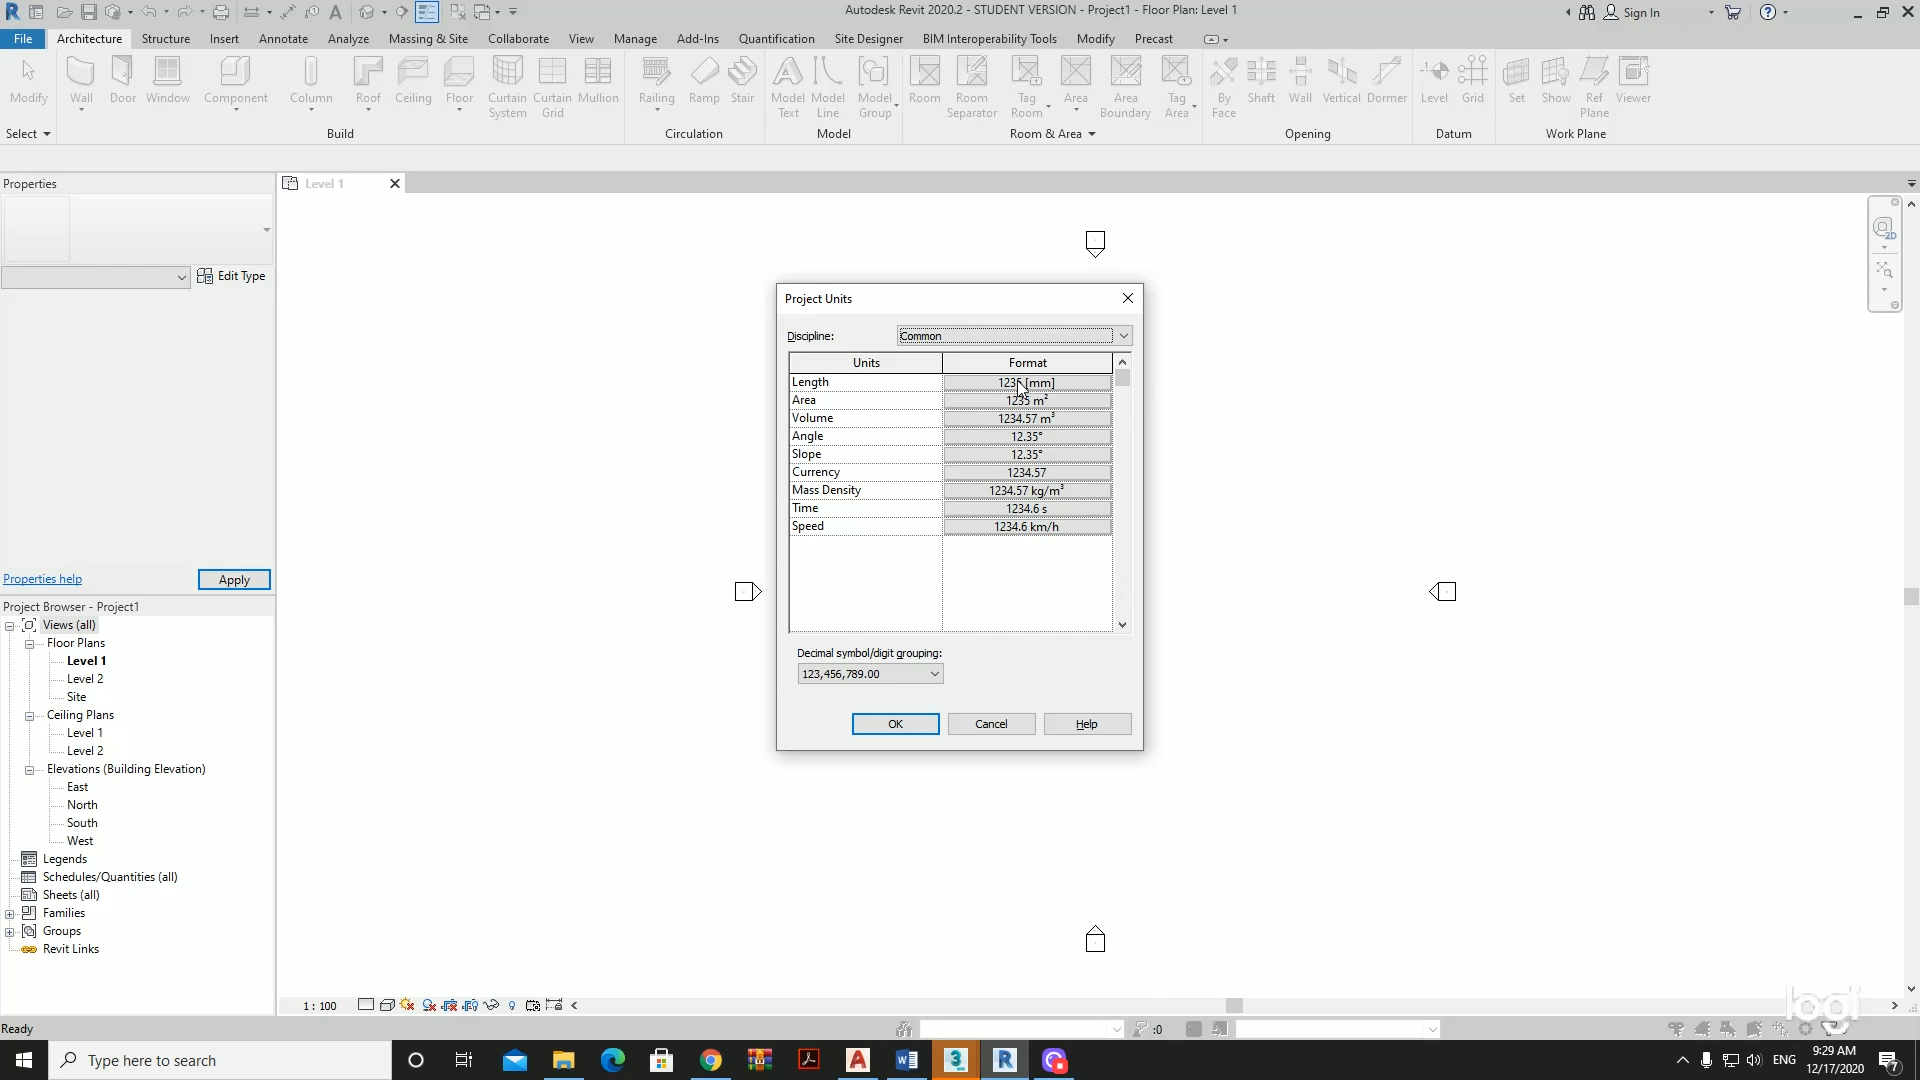 Autodesk Revit 2020.2 - STUDENT VERSION - Project1 - Floor Plan: Level 1
Sign In
File Architecture Structure Insert Annotate Analyze Massing & Site Collaborate View Manage Add-Ins Quantification Site Designer BIM Interoperability Tools Modify Precast
Modify Wall Door Window Component Column Roof Ceiling Floor Curtain System Curtain Grid Mullion Railing Ramp Stair Model Text Model Line Model Group Room Room Separator Tag Room Area Area Boundary Tag Area By Face Shaft Wall Vertical Dormer Level Grid Set Show Ref Plane Viewer
Select Build Circulation Model Room & Area Opening Datum Work Plane
Properties
Level 1
2D
Edit Type
Project Units
Discipline: Common
Units Format
Length 1235 [mm]
Area 1235 m²
Volume 1234.57 m³
Angle 12.35°
Slope 12.35°
Currency 1234.57
Mass Density 1234.57 kg/m³
Time 1234.6 s
Speed 1234.6 km/h
Decimal symbol/digit grouping:
123,456,789.00
OK Cancel Help
Properties help Apply
Project Browser - Project1
Views (all)
Floor Plans
Level 1
Level 2
Site
Ceiling Plans
Level 1
Level 2
Elevations (Building Elevation)
East
North
South
West
Legends
Schedules/Quantities (all)
Sheets (all)
Families
Groups
Revit Links
1 : 100
logi
Ready
:0
Type here to search
ENG
9:29 AM
12/17/2020
7